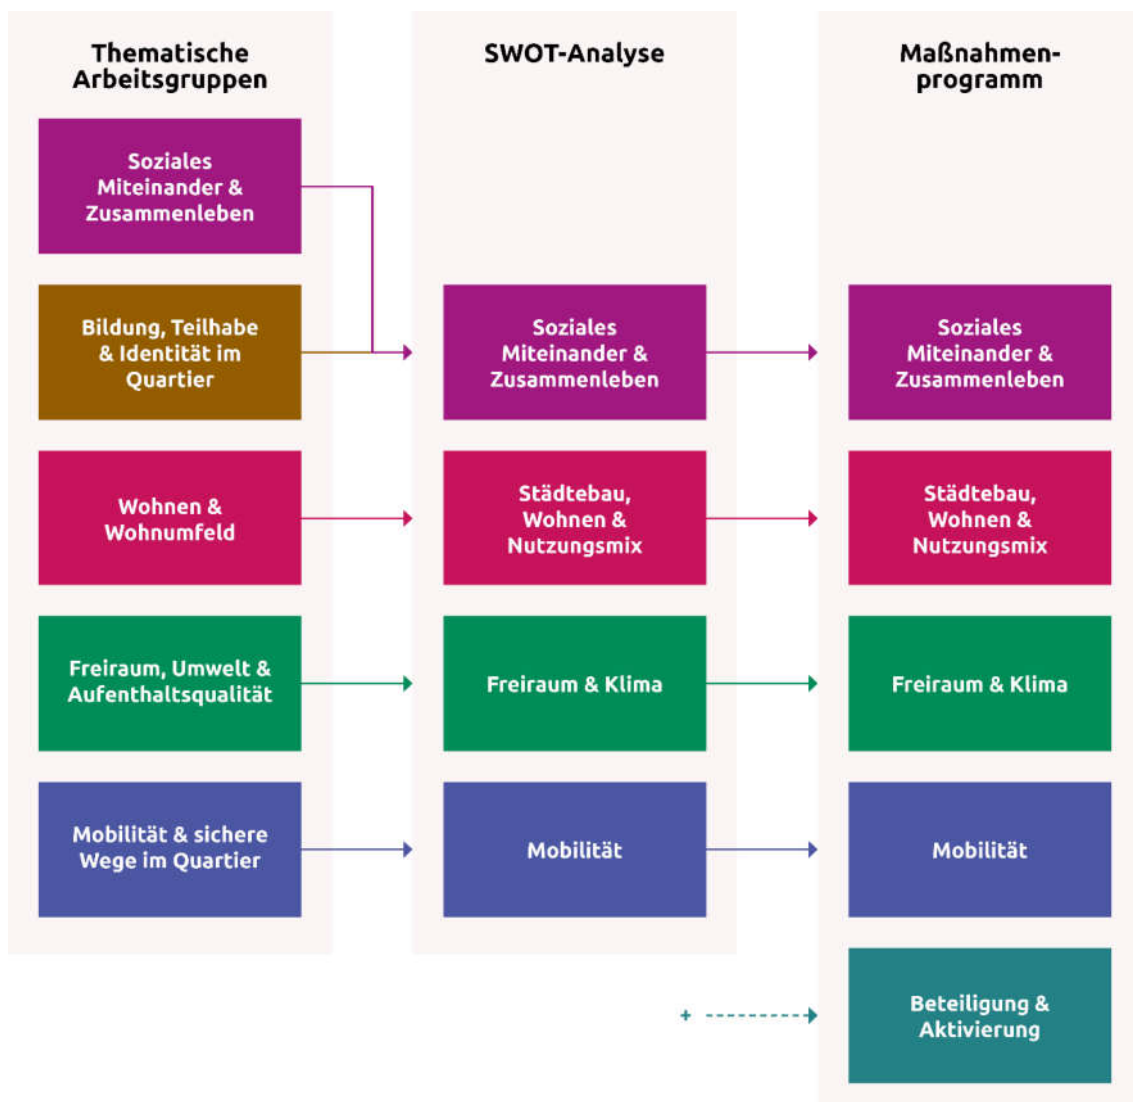 Thematische
Arbeitsgruppen
Soziales
Miteinander &
Zusammenleben
Bildung, Teilhabe
& Identität im
Quartier
Wohnen &
Wohnumfeld
Freiraum, Umwelt &
Aufenthaltsqualität
Mobilität & sichere
Wege im Quartier
SWOT-Analyse
Soziales
Miteinander &
Zusammenleben
Städtebau,
Wohnen &
Nutzungsmix
Freiraum & Klima
Mobilität
+
Maßnahmen-
programm
Soziales
Miteinander &
Zusammenleben
Städtebau,
Wohnen &
Nutzungsmix
Freiraum & Klima
Mobilität
Beteiligung &
Aktivierung